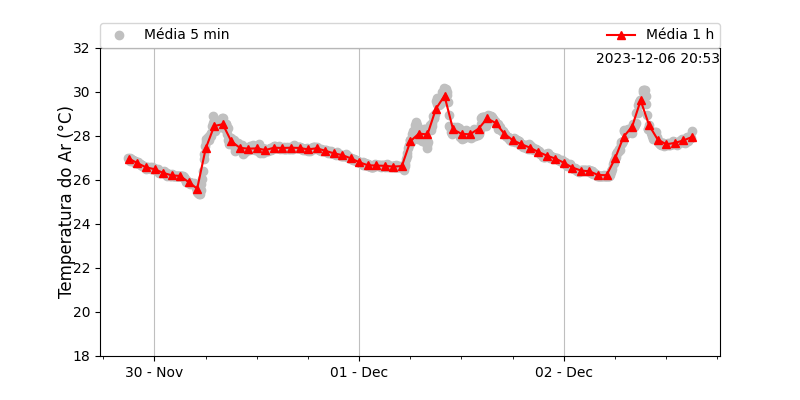 Média 5 min
Média 1 h
2023-12-06 20:53
Temperatura do Ar (°C)
32
30
28
26
24
22
20
18
30 - Nov
01 - Dec
02 - Dec